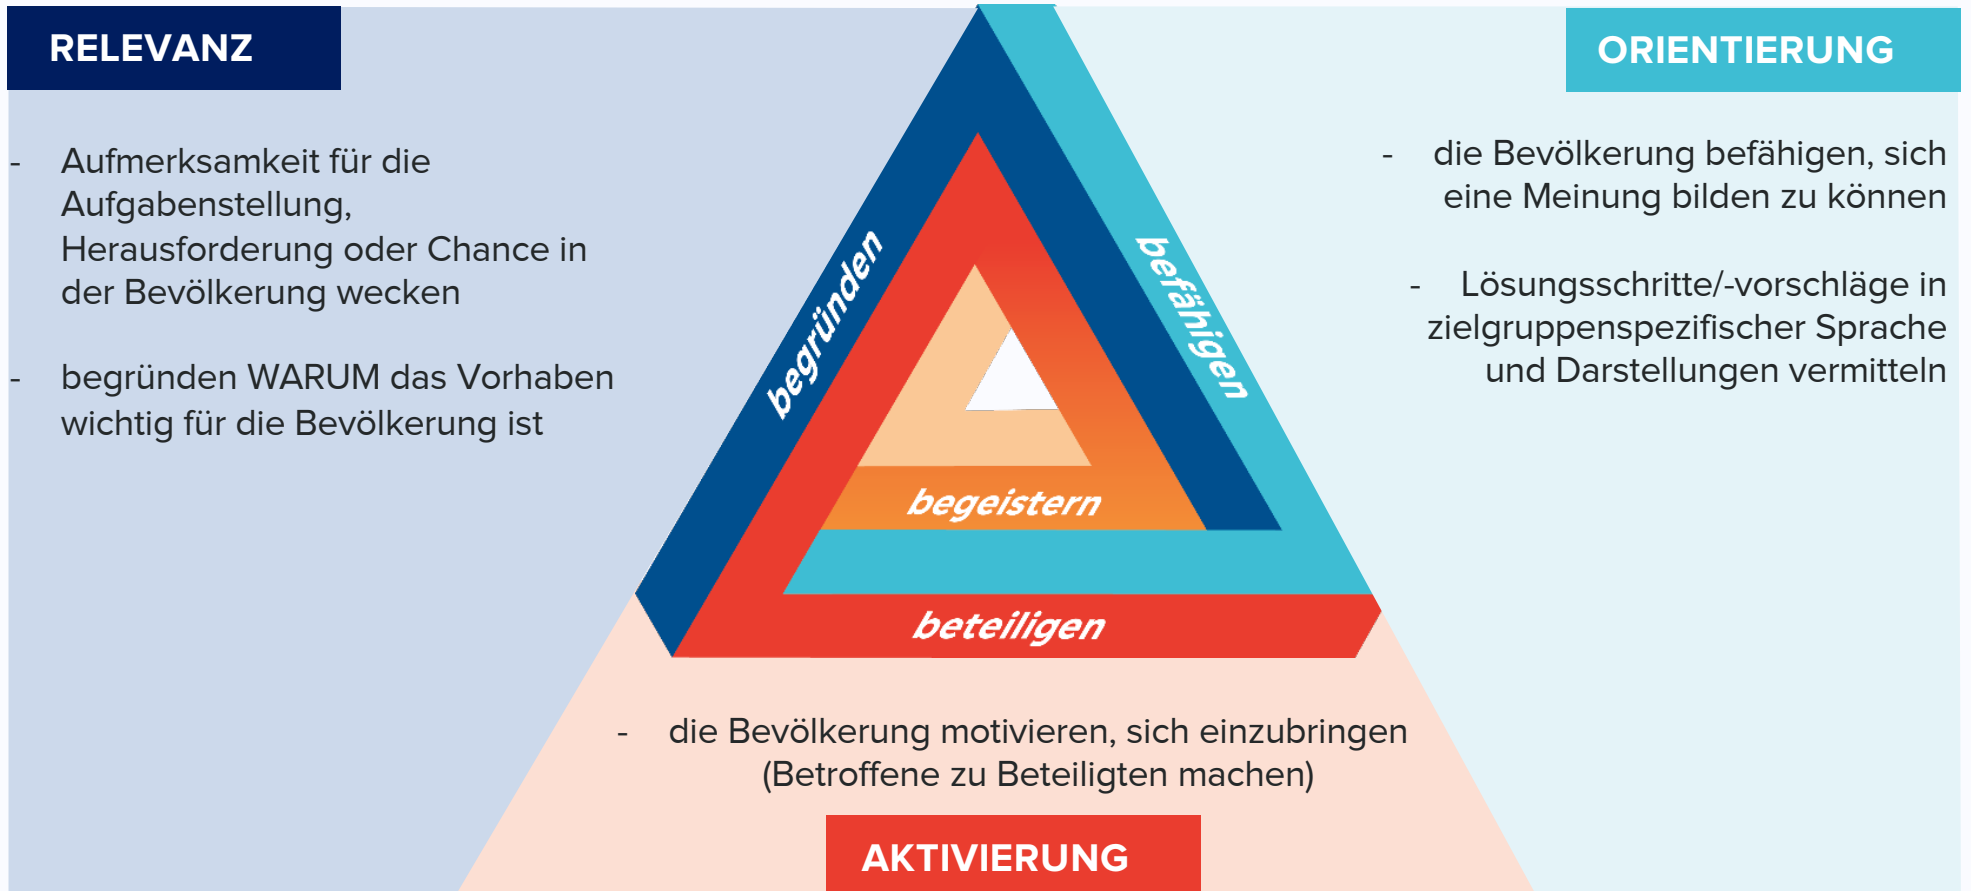 RELEVANZ
- Aufmerksamkeit für die
Aufgabenstellung,
Herausforderung oder Chance in
der Bevölkerung wecken
- begründen WARUM das Vorhaben
wichtig für die Bevölkerung ist
begründen
befähigen
begeistern
beteiligen
ORIENTIERUNG
- die Bevölkerung befähigen, sich
eine Meinung bilden zu können
- Lösungsschritte/-vorschläge in
zielgruppenspezifischer Sprache
und Darstellungen vermitteln
- die Bevölkerung motivieren, sich einzubringen
(Betroffene zu Beteiligten machen)
AKTIVIERUNG